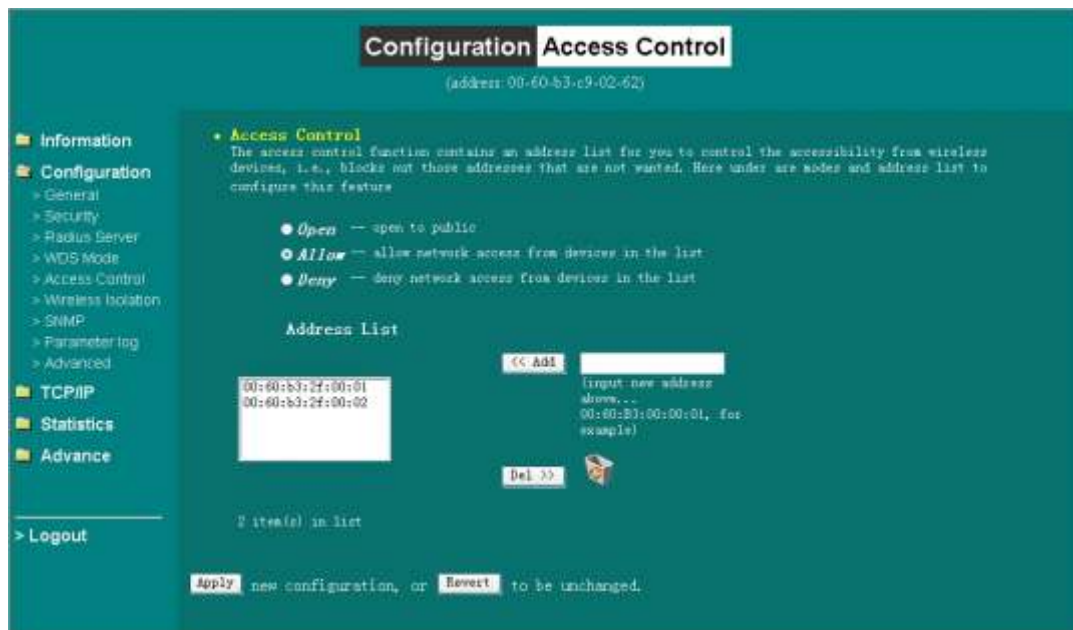 Configuration Access Control
(address: 00-60-b3-c9-02-62)
Information
Configuration
> General
> Security
> Radius Server
> WDS Mode
> Access Control
> Wireless Isolation
> SNMP
> Parameter log
> Advanced
TCP/IP
Statistics
Advance
> Logout
• Access Control
The access control function contains an address list for you to control the accessibility from wireless
devices, i.e., blocks out those addresses that are not wanted. Here under are modes and address list to
configure this feature
Open -- open to public
Allow -- allow network access from devices in the list
Deny -- deny network access from devices in the list
Address List
<< Add
00:60:b3:2f:00:01
00:60:b3:2f:00:02
(input new address
above...
00:60:B3:00:00:01, for
example)
Del >>
2 item(s) in list
Apply new configuration, or Revert to be unchanged.